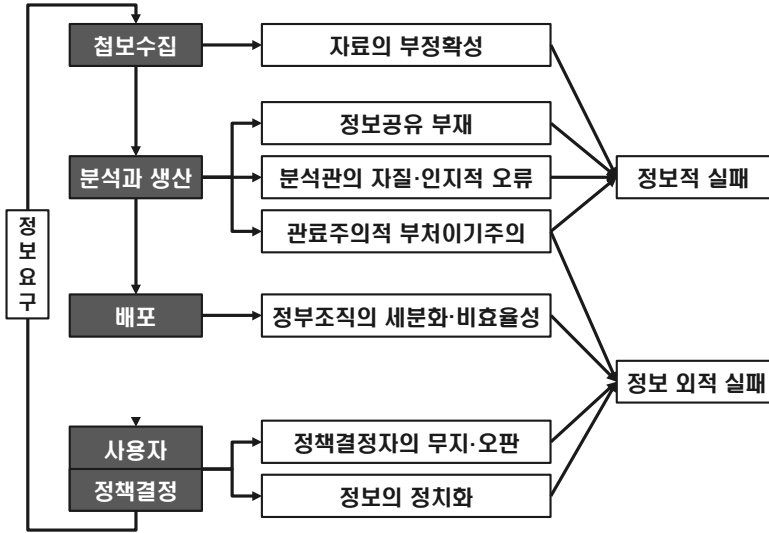 첩보수집
자료의 부정확성
정보공유 부재
분석과 생산
분석관의 자질·인지적 오류
정보적 실패
관료주의적 부처이기주의
정보요구
배포
정부조직의 세분화·비효율성
정보 외적 실패
사용자
정책결정자의 무지·오판
정책결정
정보의 정치화